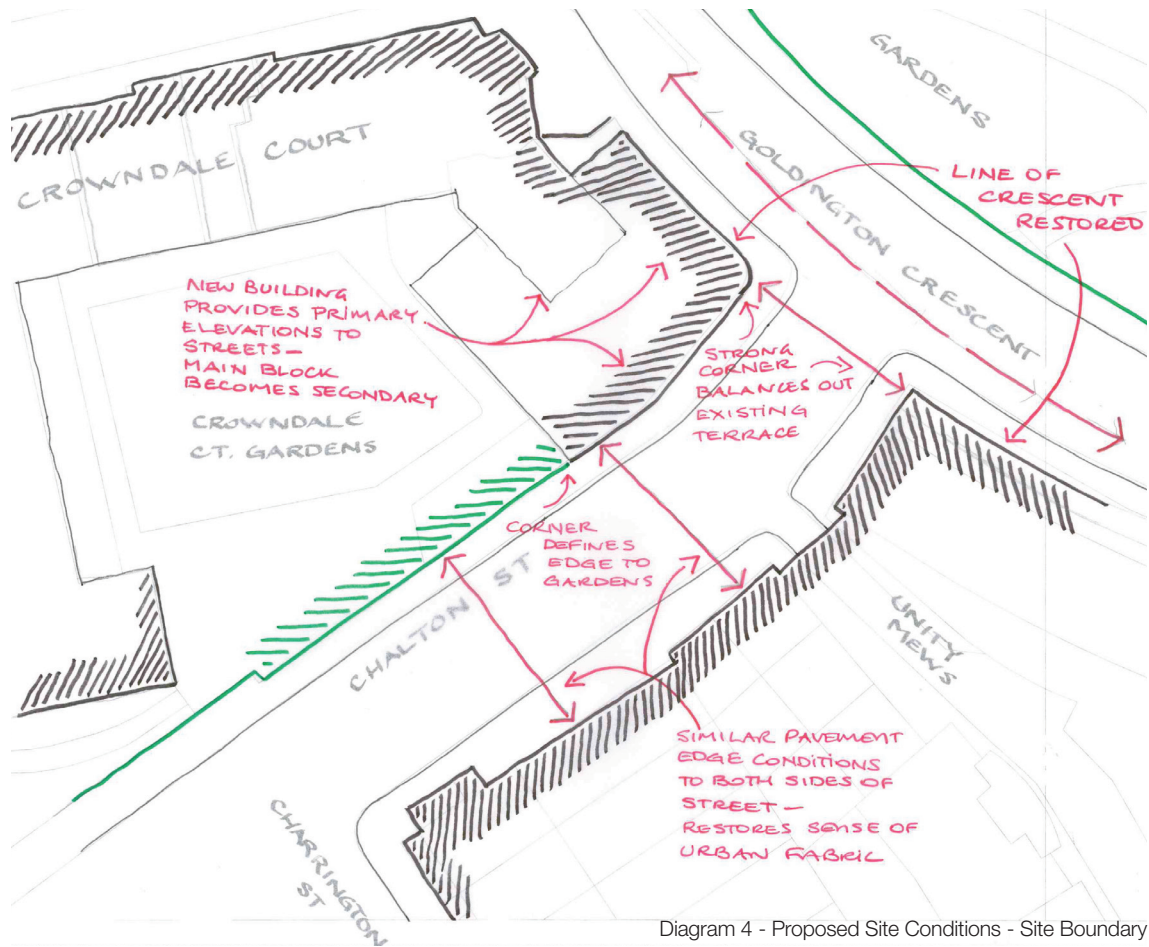 GARDENS
GOLDINGTON CRESCENT
LINE OF
CRESCENT
RESTORED
CROWNDALE COURT
NEW BUILDING
PROVIDES PRIMARY
ELEVATIONS TO
STREETS—
MAIN BLOCK
BECOMES SECONDARY
CROWNDALE
CT. GARDENS
STRONG
CORNER
BALANCES OUT
EXISTING
TERRACE
CORNER
DEFINES
EDGE TO
GARDENS
CHALTON ST
UNITY
MEWS
SIMILAR PAVEMENT
EDGE CONDITIONS
TO BOTH SIDES OF
STREET —
RESTORES SENSE OF
URBAN FABRIC
CHARRINGTON
ST
Diagram 4 - Proposed Site Conditions - Site Boundary